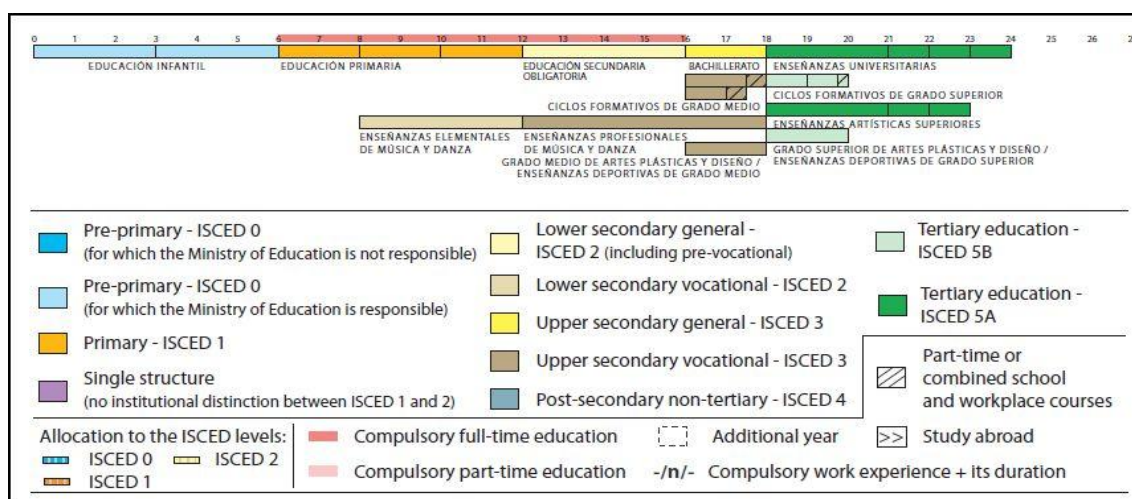 0 1 2 3 4 5 6 7 8 9 10 11 12 13 14 15 16 17 18 19 20 21 22 23 24 25 26 2
EDUCACIÓN INFANTIL EDUCACIÓN PRIMARIA EDUCACIÓN SECUNDARIA OBLIGATORIA BACHILLERATO ENSEÑANZAS UNIVERSITARIAS
CICLOS FORMATIVOS DE GRADO MEDIO CICLOS FORMATIVOS DE GRADO SUPERIOR
ENSEÑANZAS ARTÍSTICAS SUPERIORES
ENSEÑANZAS ELEMENTALES
DE MÚSICA Y DANZA
ENSEÑANZAS PROFESIONALES
DE MÚSICA Y DANZA
GRADO MEDIO DE ARTES PLÁSTICAS Y DISEÑO /
ENSEÑANZAS DEPORTIVAS DE GRADO MEDIO
GRADO SUPERIOR DE ARTES PLÁSTICAS Y DISEÑO /
ENSEÑANZAS DEPORTIVAS DE GRADO SUPERIOR
Pre-primary - ISCED 0
(for which the Ministry of Education is not responsible)
Pre-primary - ISCED 0
(for which the Ministry of Education is responsible)
Primary - ISCED 1
Single structure
(no institutional distinction between ISCED 1 and 2)
Lower secondary general -
ISCED 2 (including pre-vocational)
Lower secondary vocational - ISCED 2
Upper secondary general - ISCED 3
Upper secondary vocational - ISCED 3
Post-secondary non-tertiary - ISCED 4
Tertiary education -
ISCED 5B
Tertiary education -
ISCED 5A
Part-time or
combined school
and workplace courses
Allocation to the ISCED levels:
ISCED 0 ISCED 2
ISCED 1
Compulsory full-time education
Compulsory part-time education
Additional year
-/n/- Compulsory work experience + its duration
>> Study abroad